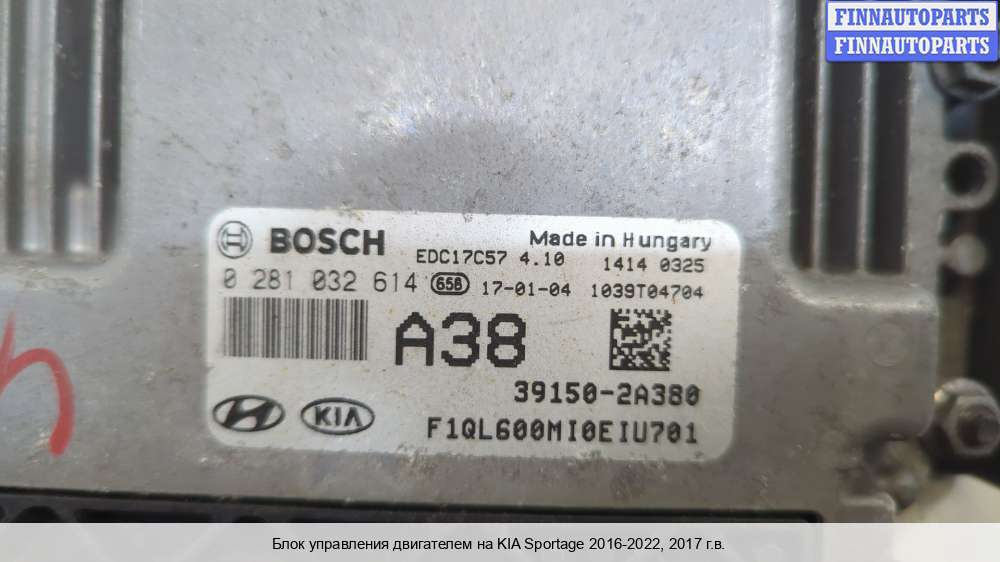 FINNAUTOPARTS
FINNAUTOPARTS
BOSCH
EDC17C57 4.10
Made in Hungary
1414 0325
0 281 032 614 656 17-01-04 1039T04704
A38
39150-2A380
KIA
F1QL600MI0EIU701
Блок управления двигателем на KIA Sportage 2016-2022, 2017 г.в.